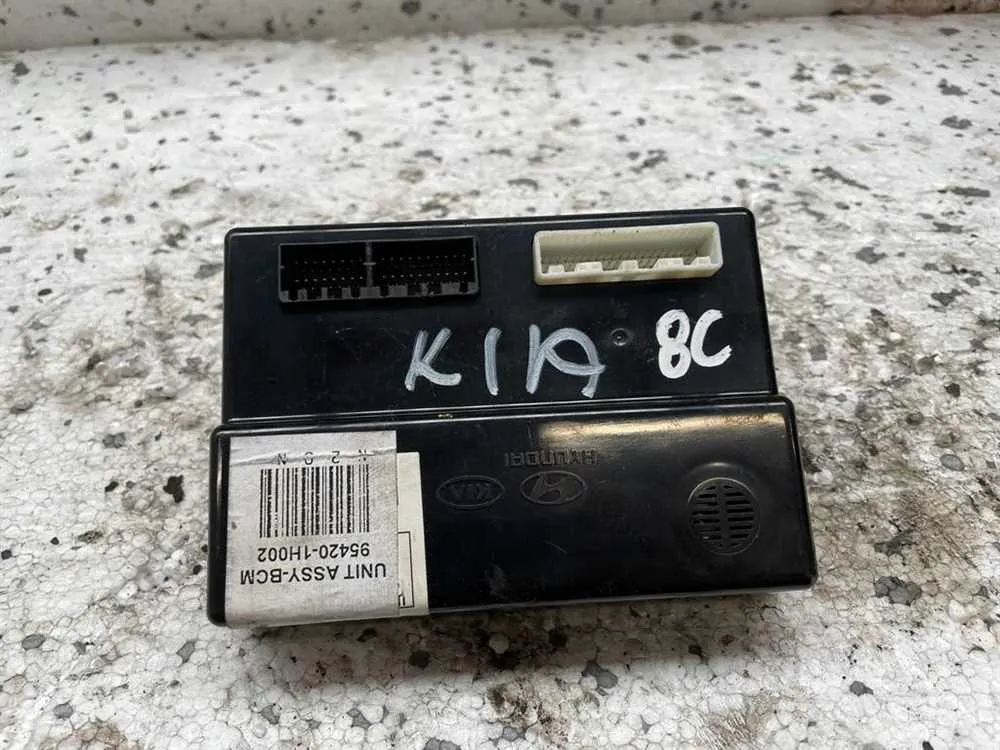 KIA 8C
HYUNDAI
KIA
N 2 0 N
95420-1H002
UNIT ASSY-BCM